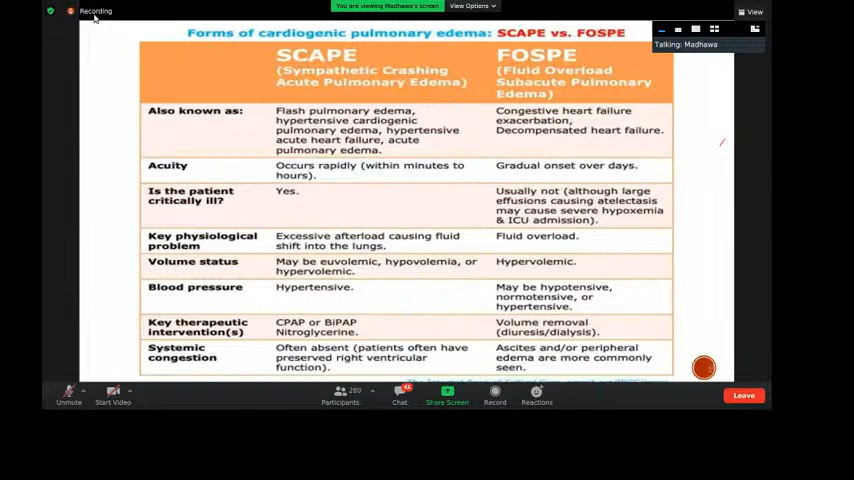 Recording
You are viewing Madhawa's screen
View Options
View
Talking: Madhawa
Forms of cardiogenic pulmonary edema: SCAPE vs. FOSPE
SCAPE
(Sympathetic Crashing
Acute Pulmonary Edema)
FOSPE
(Fluid Overload
Subacute Pulmonary
Edema)
Also known as:
Flash pulmonary edema,
hypertensive cardiogenic
pulmonary edema, hypertensive
acute heart failure, acute
pulmonary edema.
Congestive heart failure
exacerbation,
Decompensated heart failure.
Acuity
Occurs rapidly (within minutes to
hours).
Gradual onset over days.
Is the patient
critically ill?
Yes.
Usually not (although large
effusions causing atelectasis
may cause severe hypoxemia
& ICU admission).
Key physiological
problem
Excessive afterload causing fluid
shift into the lungs.
Fluid overload.
Volume status
May be euvolemic, hypovolemia, or
hypervolemic.
Hypervolemic.
Blood pressure
Hypertensive.
May be hypotensive,
normotensive, or
hypertensive.
Key therapeutic
intervention(s)
CPAP or BiPAP
Nitroglycerine.
Volume removal
(diuresis/dialysis).
Systemic
congestion
Often absent (patients often have
preserved right ventricular
function).
Ascites and/or peripheral
edema are more commonly
seen.
Unmute
Start Video
280
Participants
41
Chat
Share Screen
Record
Reactions
Leave